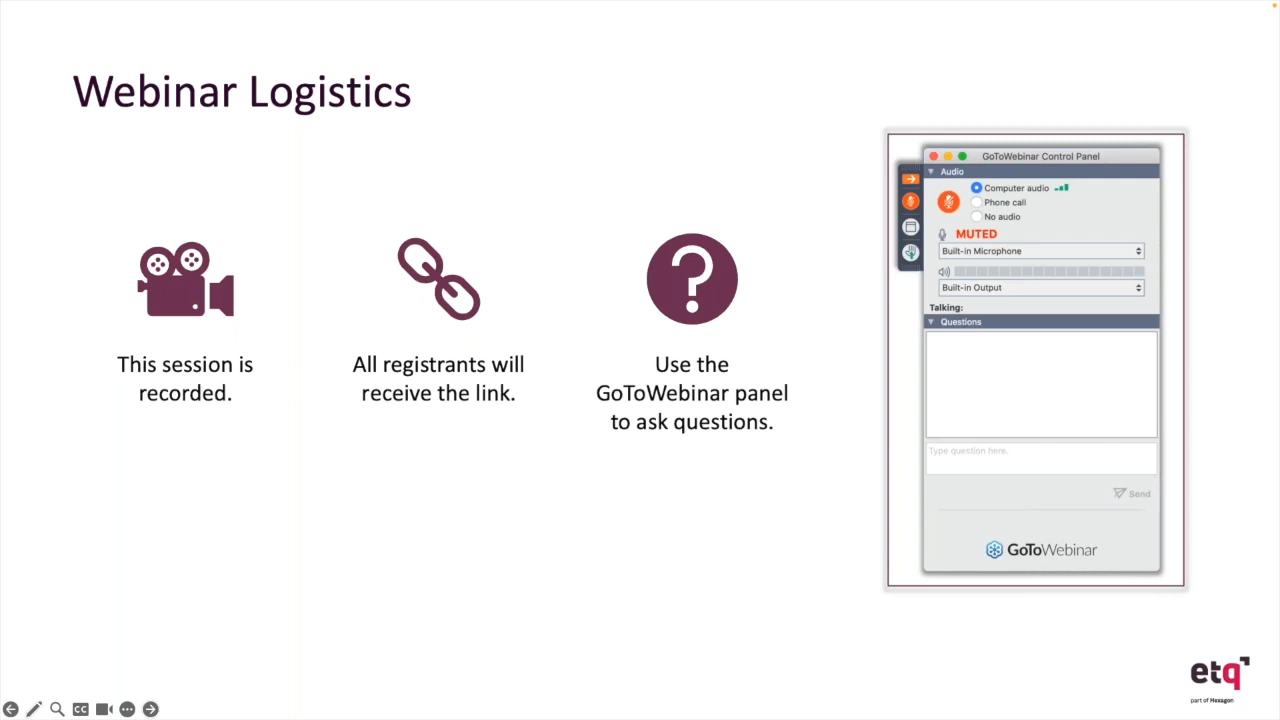 Webinar Logistics
This session is
recorded.
All registrants will
receive the link.
Use the
GoToWebinar panel
to ask questions.
GoToWebinar Control Panel
Audio
Computer audio
Phone call
No audio
MUTED
Built-in Microphone
Built-in Output
Talking:
Questions
Type question here.
Send
GoToWebinar
etq
part of Hexagon
CC